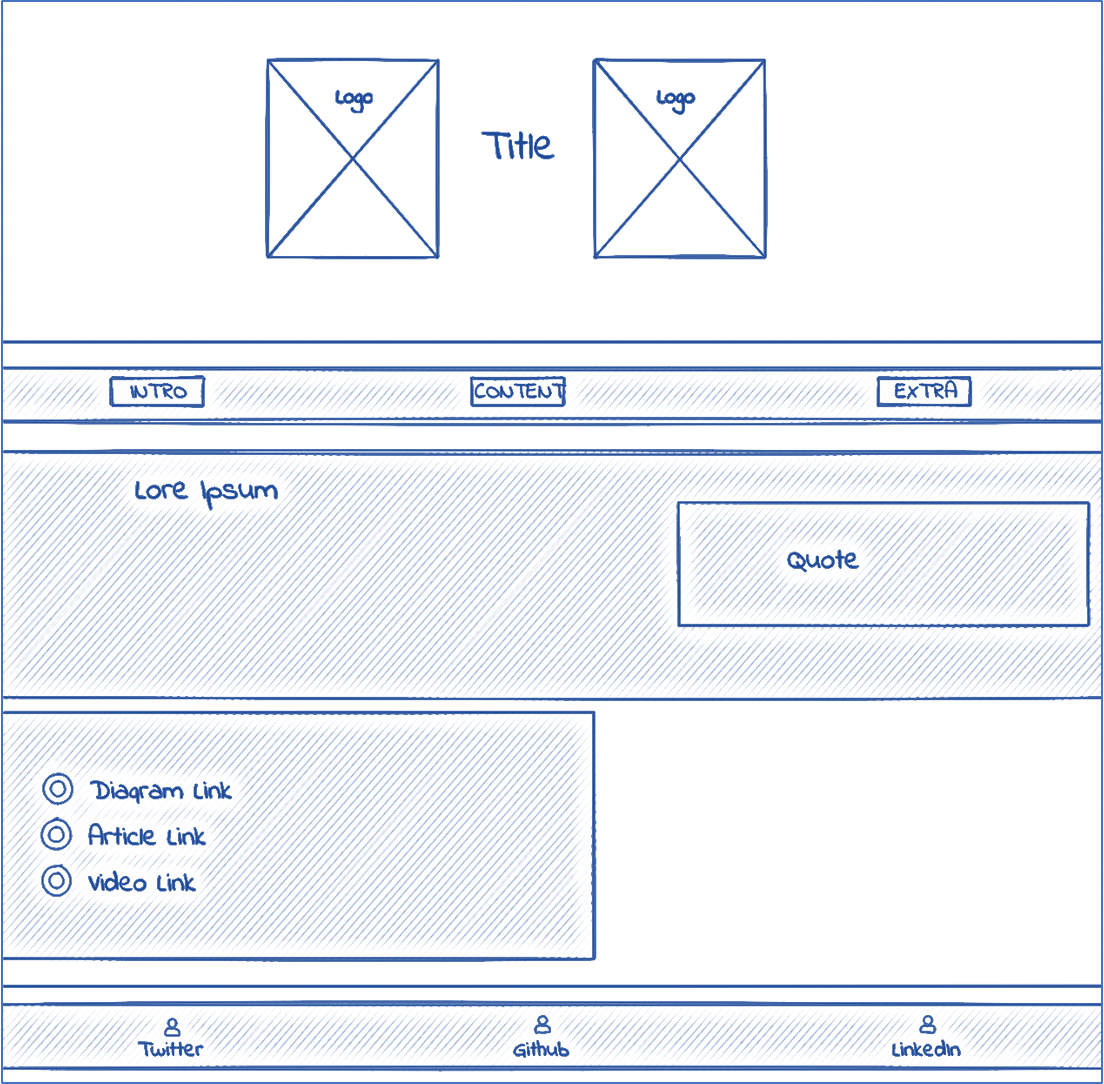 Logo
Title
Logo
INTRO
CONTENT
EXTRA
Lore Ipsum
Quote
Diagram Link
Article Link
Video Link
Twitter
Github
LinkedIn